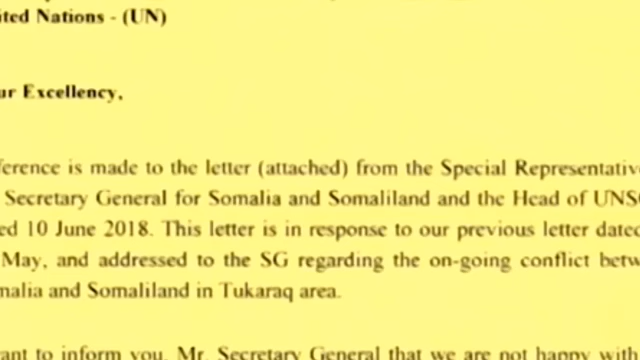 ited Nations - (UN)
ur Excellency,
ference is made to the letter (attached) from the Special Representative
Secretary General for Somalia and Somaliland and the Head of UNSO
ed 10 June 2018. This letter is in response to our previous letter dated
May, and addressed to the SG regarding the on-going conflict betw
malia and Somaliland in Tukaraq area.
ant to inform you, Mr. Secretary General that we are not happy with